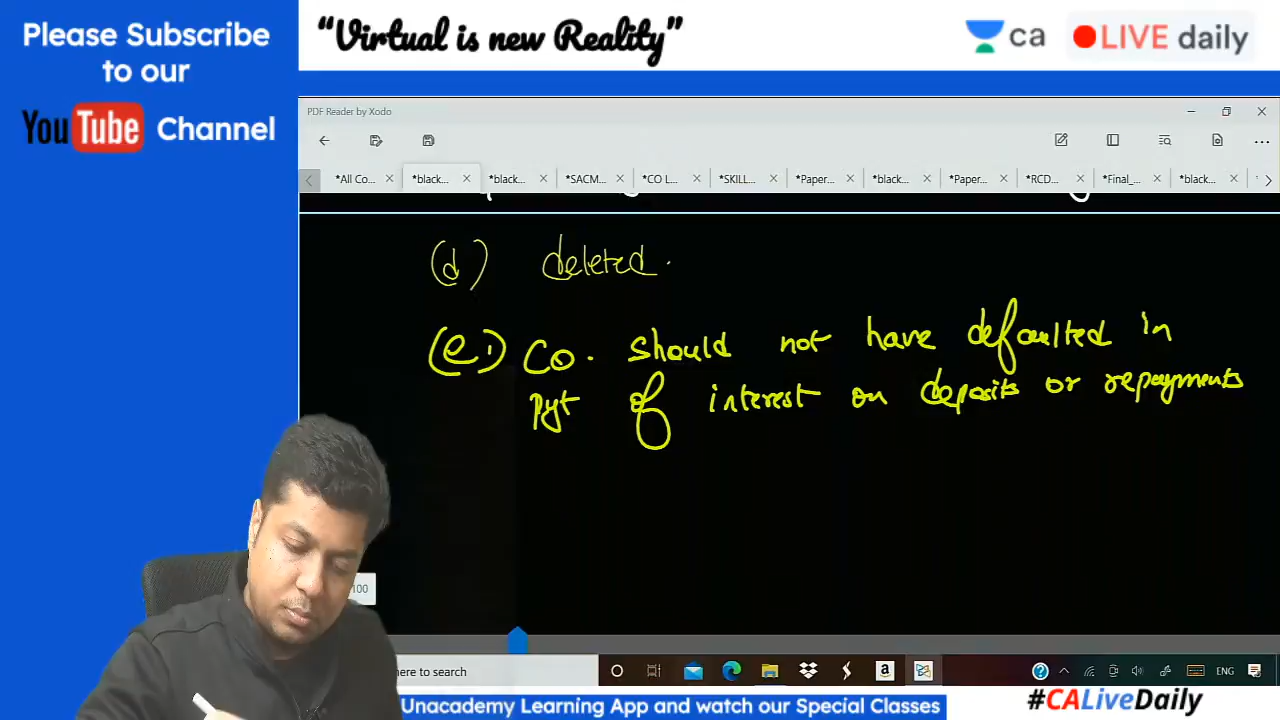 Please Subscribe
to our
YouTube Channel
“Virtual is new Reality”
ca
LIVE daily
PDF Reader by Xodo
*All Co... *black... *black... *SACM... *CO L... *SKILL... *Paper... *black... *Paper... *RCD... *Final_... *black...
(d) deleted.
(e) Co. should not have defaulted in
Pyt of interest on deposits or repayments
100
here to search
ENG
Unacademy Learning App and watch our Special Classes
#CALiveDaily